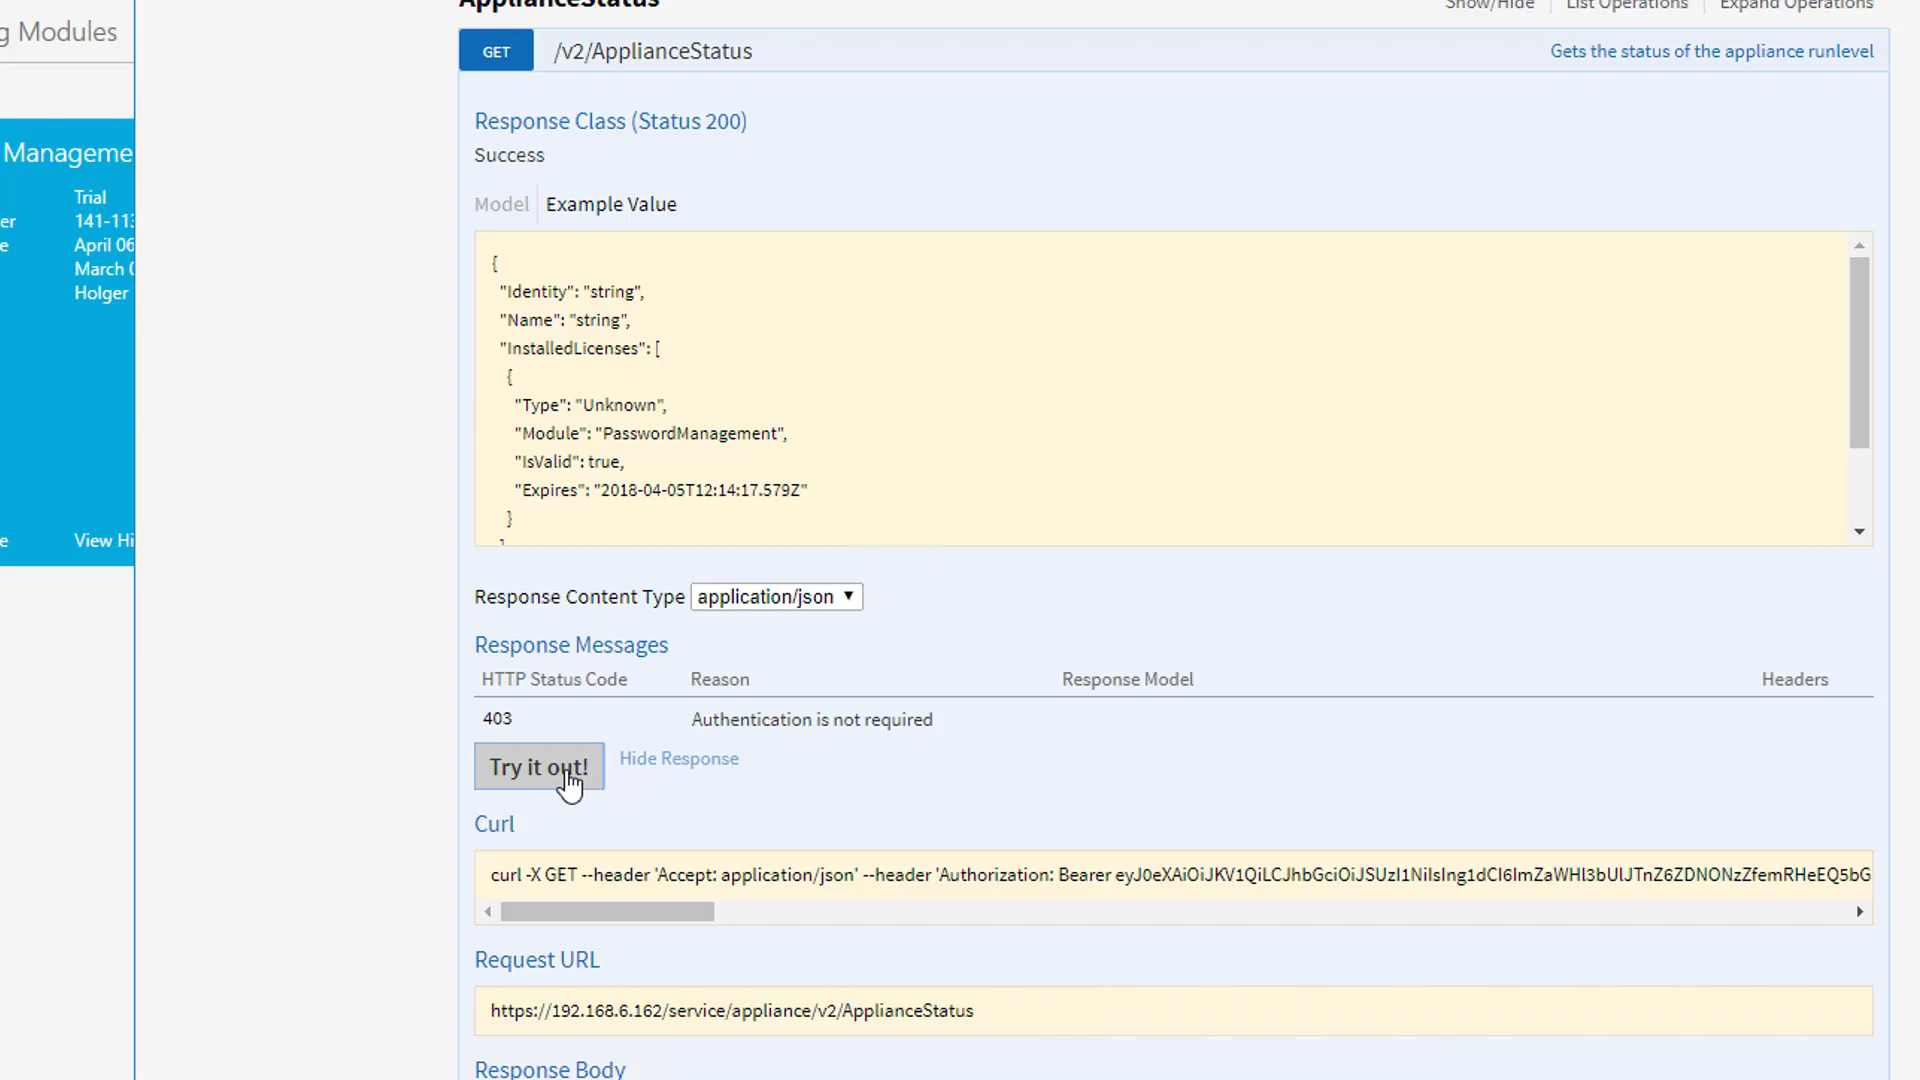 g Modules
Manageme
Trial
er 141-113
e April 06
March 0
Holger
e View Hi
ApplianceStatus
Show/Hide List Operations Expand Operations
GET /v2/ApplianceStatus Gets the status of the appliance runlevel
Response Class (Status 200)
Success
Model Example Value
{
"Identity": "string",
"Name": "string",
"InstalledLicenses": [
{
"Type": "Unknown",
"Module": "PasswordManagement",
"IsValid": true,
"Expires": "2018-04-05T12:14:17.579Z"
}
]
Response Content Type application/json
Response Messages
HTTP Status Code Reason Response Model Headers
403 Authentication is not required
Try it out! Hide Response
Curl
curl -X GET --header 'Accept: application/json' --header 'Authorization: Bearer eyJ0eXAiOiJKV1QiLCJhbGciOiJSUzI1NiIsIng1dCI6ImZaWHl3bUlJTnZ6ZDNONzZfemRHeEQ5bG
Request URL
https://192.168.6.162/service/appliance/v2/ApplianceStatus
Response Body